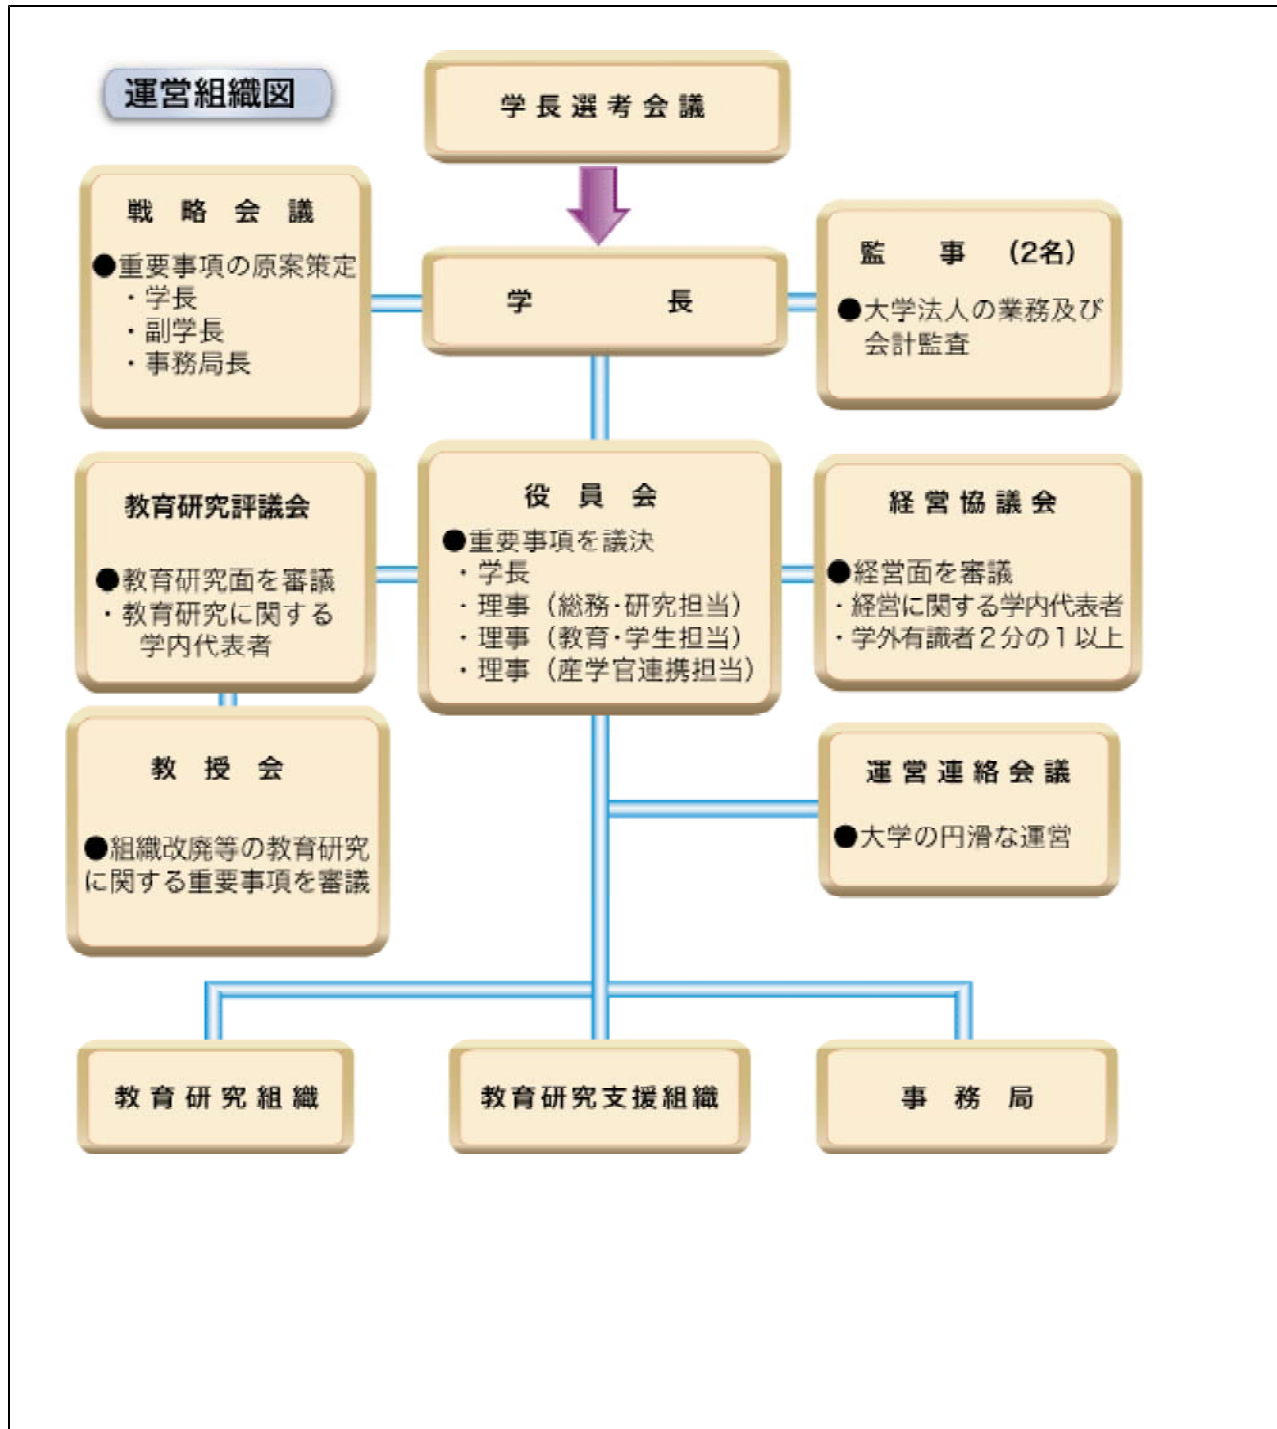 運営組織図
学長選考会議
戦略会議
●重要事項の原案策定
・学長
・副学長
・事務局長
学長
監事（2名）
●大学法人の業務及び
会計監査
教育研究評議会
●教育研究面を審議
・教育研究に関する
学内代表者
役員会
●重要事項を議決
・学長
・理事（総務･研究担当）
・理事（教育･学生担当）
・理事（産学官連携担当）
経営協議会
●経営面を審議
・経営に関する学内代表者
・学外有識者２分の１以上
教授会
●組織改廃等の教育研究
に関する重要事項を審議
運営連絡会議
●大学の円滑な運営
教育研究組織
教育研究支援組織
事務局